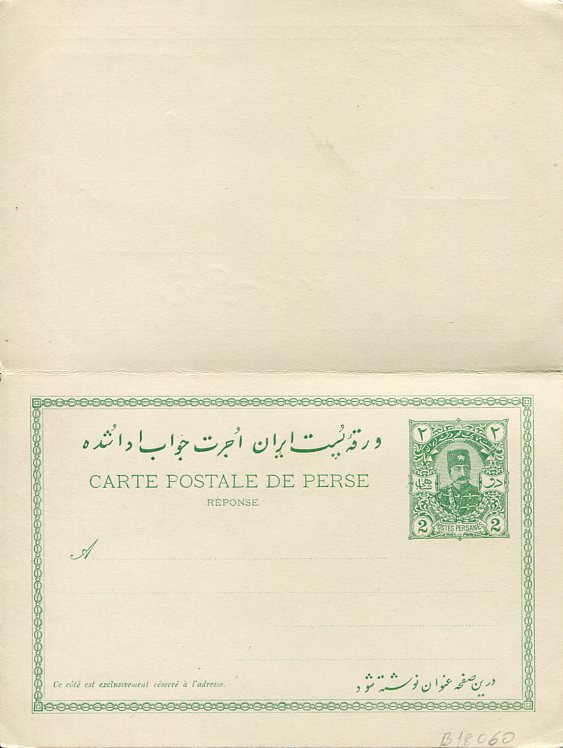 ورقه پست ایران اجرت جواب ادا شده
CARTE POSTALE DE PERSE
RÉPONSE
۲ ۲
2 POSTES PERSANES 2
A
Ce côté est exclusivement réservé à l'adresse.
درین صفحه عنوان نوشته شود
B18060